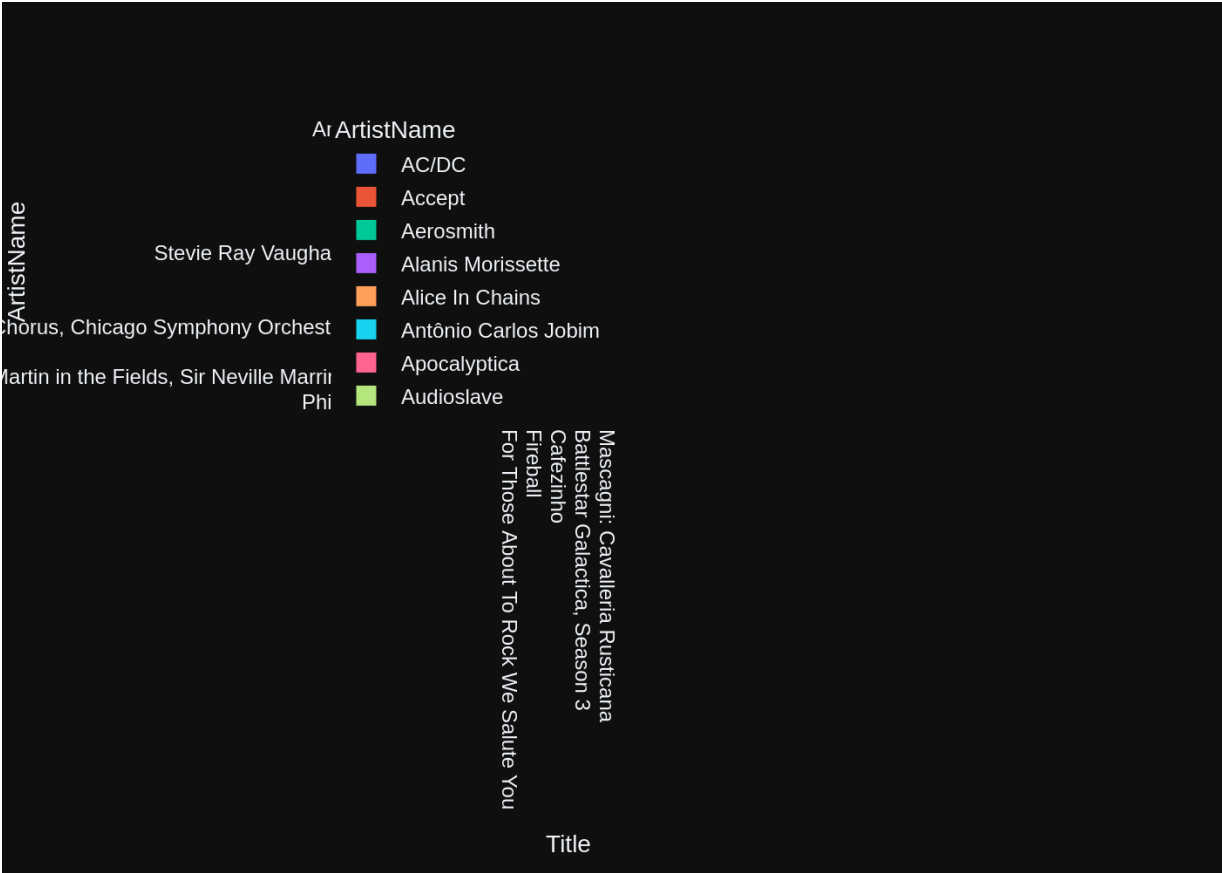 Ar
ArtistName
AC/DC
Accept
Aerosmith
Alanis Morissette
Alice In Chains
Antônio Carlos Jobim
Apocalyptica
Audioslave
ArtistName
Stevie Ray Vaugha
Chorus, Chicago Symphony Orchest
Martin in the Fields, Sir Neville Marrir
Phi
For Those About To Rock We Salute You
Fireball
Cafezinho
Battlestar Galactica, Season 3
Mascagni: Cavalleria Rusticana
Title